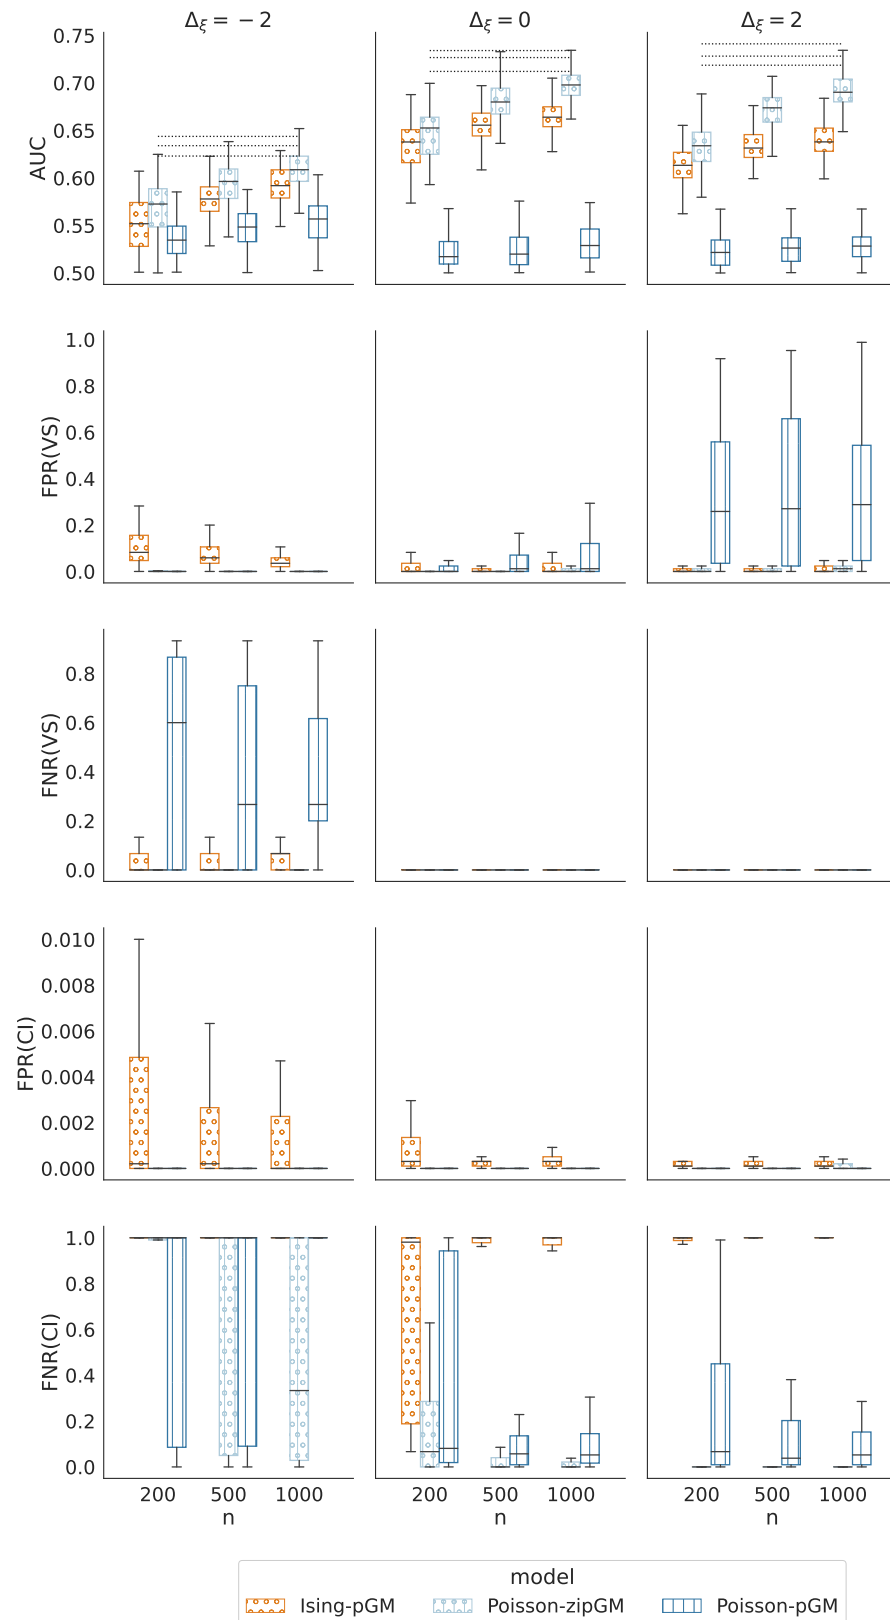 Δξ = −2
Δξ = 0
Δξ = 2
AUC
0.75
0.70
0.65
0.60
0.55
0.50
FPR(VS)
1.0
0.8
0.6
0.4
0.2
0.0
FNR(VS)
0.8
0.6
0.4
0.2
0.0
FPR(CI)
0.010
0.008
0.006
0.004
0.002
0.000
FNR(CI)
1.0
0.8
0.6
0.4
0.2
0.0
200 500 1000
200 500 1000
200 500 1000
n
n
n
model
Ising-pGM Poisson-zipGM Poisson-pGM